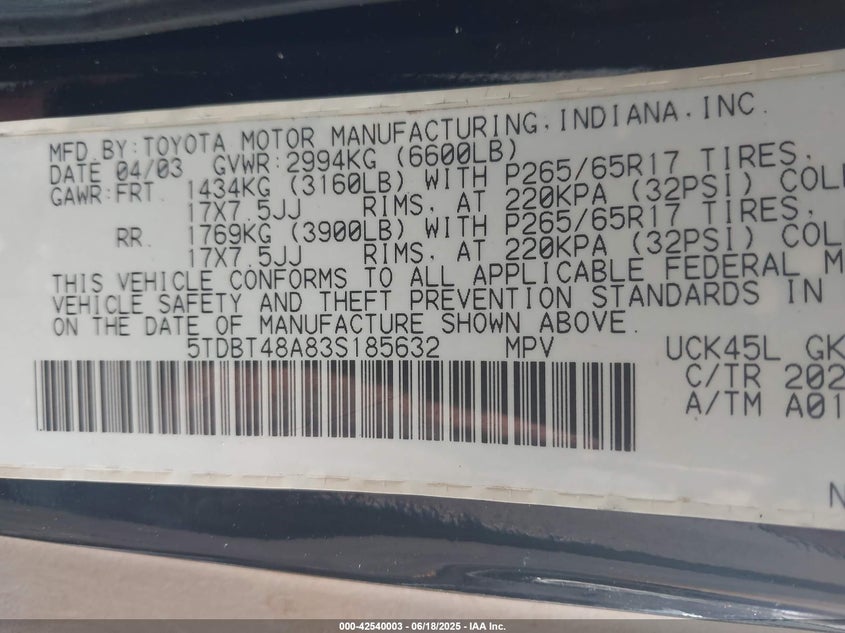 MFD.BY:TOYOTA MOTOR MANUFACTURING,INDIANA,INC.
DATE 04/03 GVWR:2994KG (6600LB)
GAWR:FRT. 1434KG (3160LB) WITH P265/65R17 TIRES,
17X7.5JJ RIMS, AT 220KPA (32PSI) COL
RR. 1769KG (3900LB) WITH P265/65R17 TIRES,
17X7.5JJ RIMS, AT 220KPA (32PSI) COL
THIS VEHICLE CONFORMS TO ALL APPLICABLE FEDERAL M
VEHICLE SAFETY AND THEFT PREVENTION STANDARDS IN
ON THE DATE OF MANUFACTURE SHOWN ABOVE.
5TDBT48A83S185632 MPV UCK45L GK
C/TR 202
A/TM A01
N
000-42540003 - 06/18/2025 - IAA Inc.